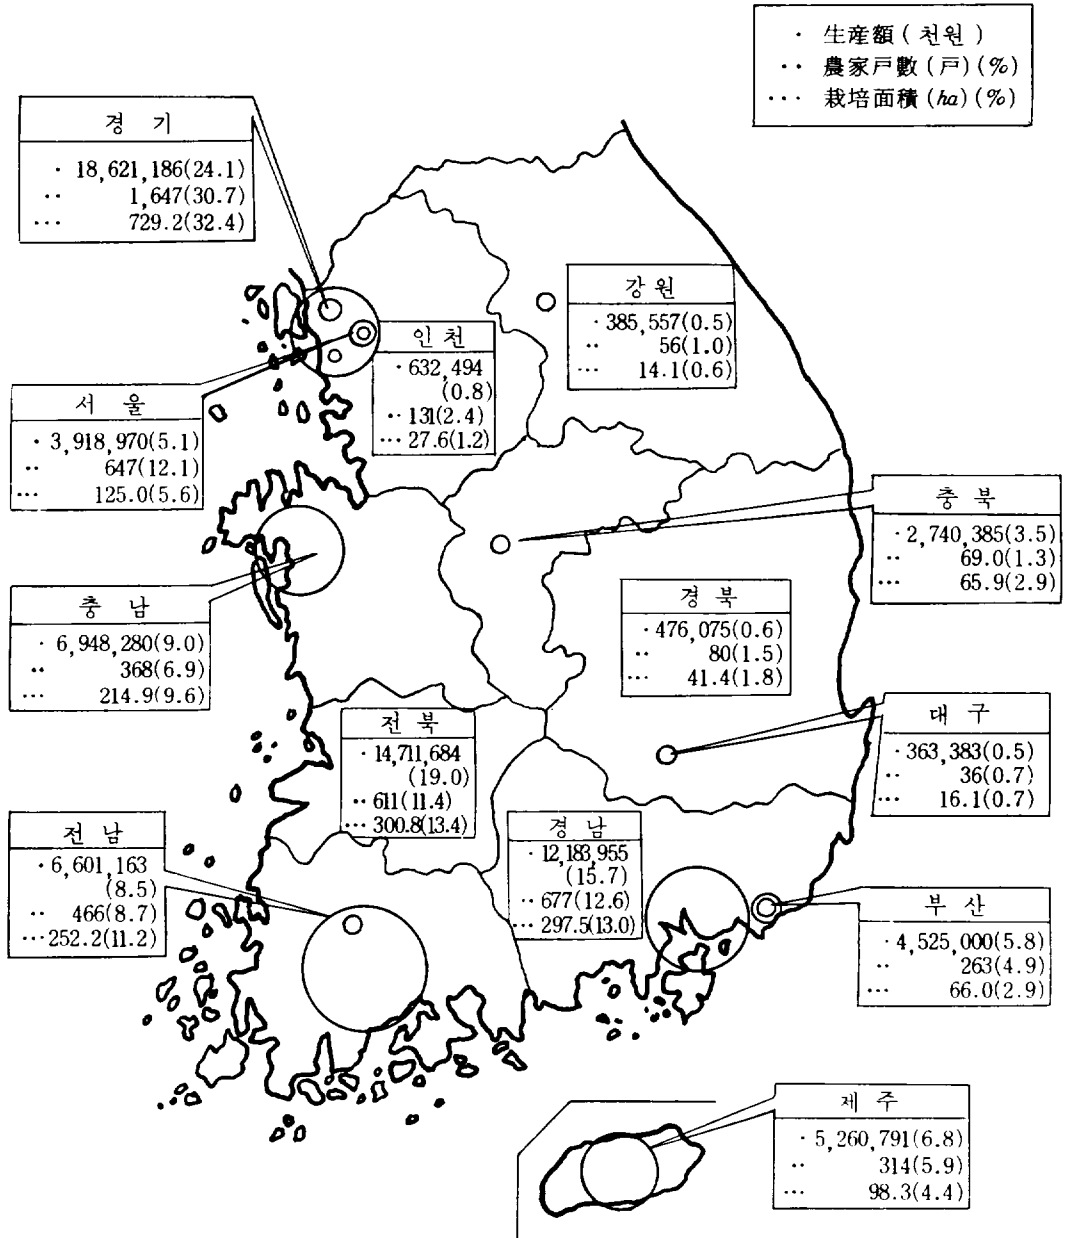 · 生産額 ( 천원 )
·· 農家戸數 (戸) (%)
··· 栽培面積 (ha) (%)
경 기
· 18,621,186(24.1)
·· 1,647(30.7)
··· 729.2(32.4)
강 원
· 385,557(0.5)
·· 56(1.0)
··· 14.1(0.6)
인 천
· 632,494
(0.8)
·· 131(2.4)
··· 27.6(1.2)
서 울
· 3,918,970(5.1)
·· 647(12.1)
··· 125.0(5.6)
충 북
· 2,740,385(3.5)
·· 69.0(1.3)
··· 65.9(2.9)
충 남
· 6,948,280(9.0)
·· 368(6.9)
··· 214.9(9.6)
경 북
· 476,075(0.6)
·· 80(1.5)
··· 41.4(1.8)
전 북
· 14,711,684
(19.0)
·· 611(11.4)
··· 300.8(13.4)
대 구
· 363,383(0.5)
·· 36(0.7)
··· 16.1(0.7)
전 남
· 6,601,163
(8.5)
·· 466(8.7)
··· 252.2(11.2)
경 남
· 12,183,955
(15.7)
·· 677(12.6)
··· 297.5(13.0)
부 산
· 4,525,000(5.8)
·· 263(4.9)
··· 66.0(2.9)
제 주
· 5,260,791(6.8)
·· 314(5.9)
··· 98.3(4.4)